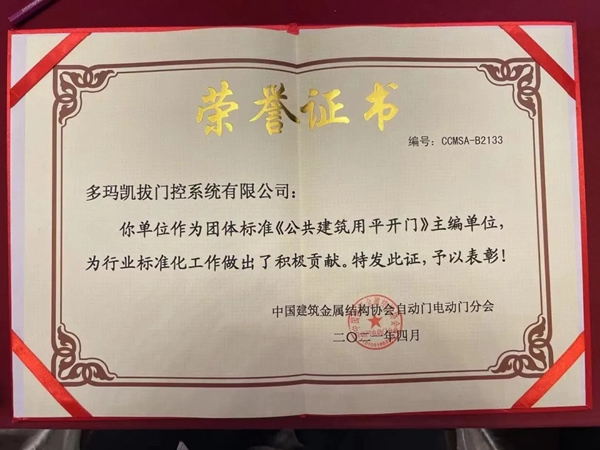 荣誉证书
编号：CCMSA-B2133
多玛凯拔门控系统有限公司：
你单位作为团体标准《公共建筑用平开门》主编单位，
为行业标准化工作做出了积极贡献。特发此证，予以表彰！
中国建筑金属结构协会自动门电动门分会
二〇二一年四月